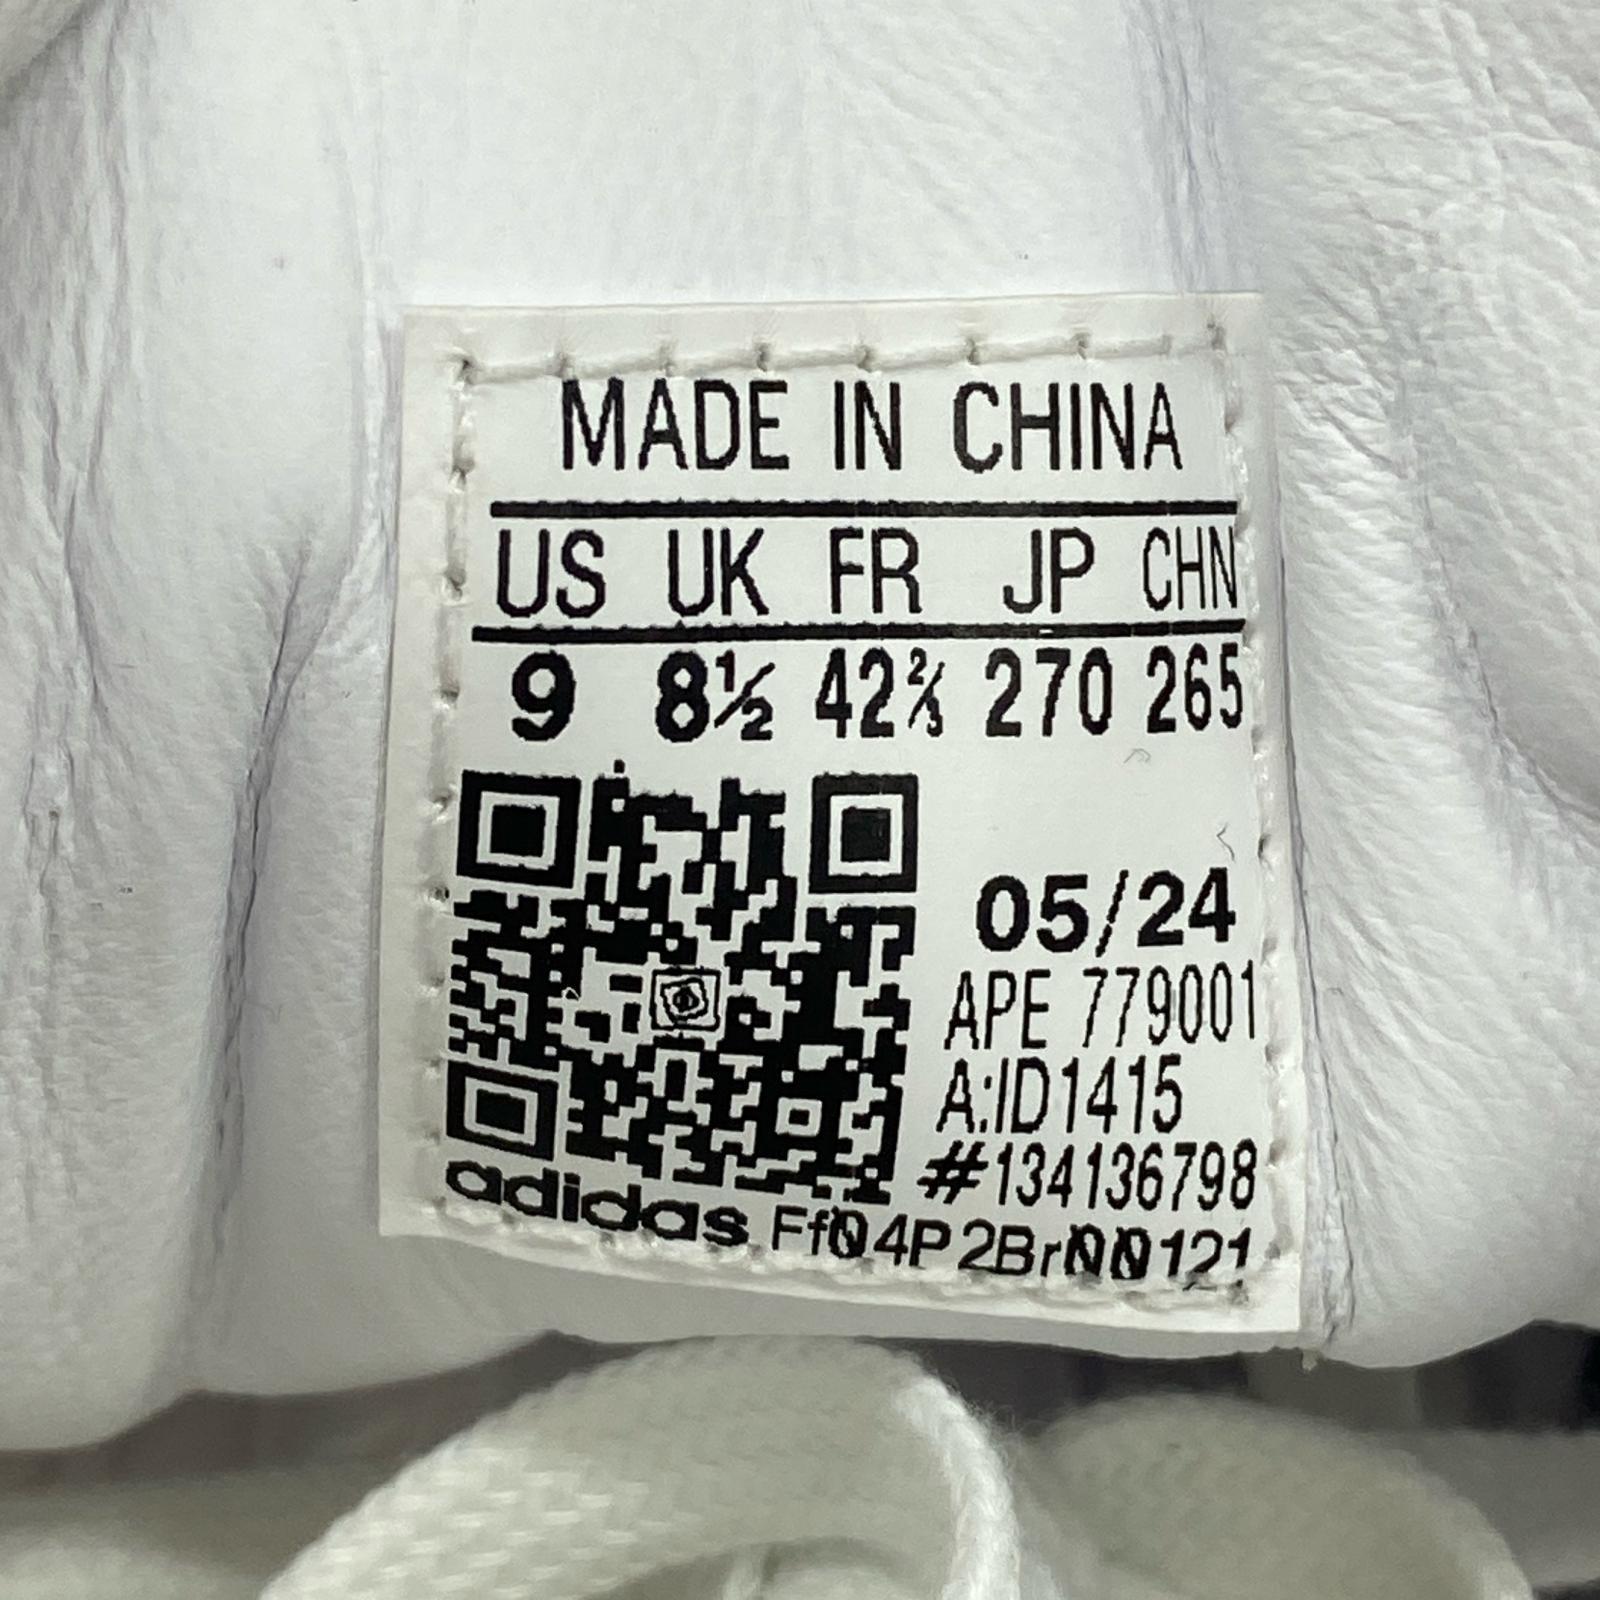 MADE IN CHINA
US UK FR JP CHN
9 8½ 42⅔ 270 265
05/24
APE 779001
A:ID1415
#134136798
adidas Ff04P2Br00121